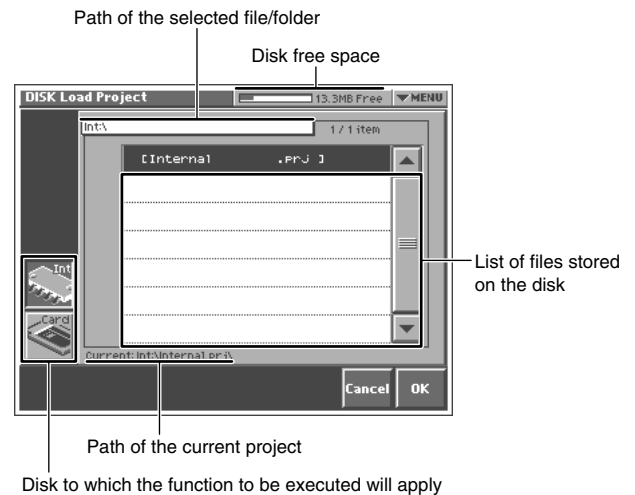 Path of the selected file/folder
Disk free space
DISK Load Project
13.3MB Free
MENU
Int:\
1 / 1 item
[Internal .prj ]
Int
Card
List of files stored
on the disk
Current: Int:\Internal.prj\
Cancel
OK
Path of the current project
Disk to which the function to be executed will apply